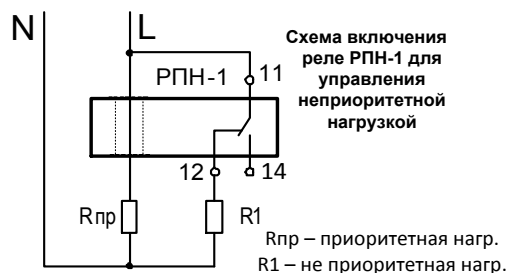 N
L
Схема включения
реле РПН-1 для
управления
неприоритетной
нагрузкой
РПН-1
11
12
14
Rпр
R1
Rпр – приоритетная нагр.
R1 – не приоритетная нагр.